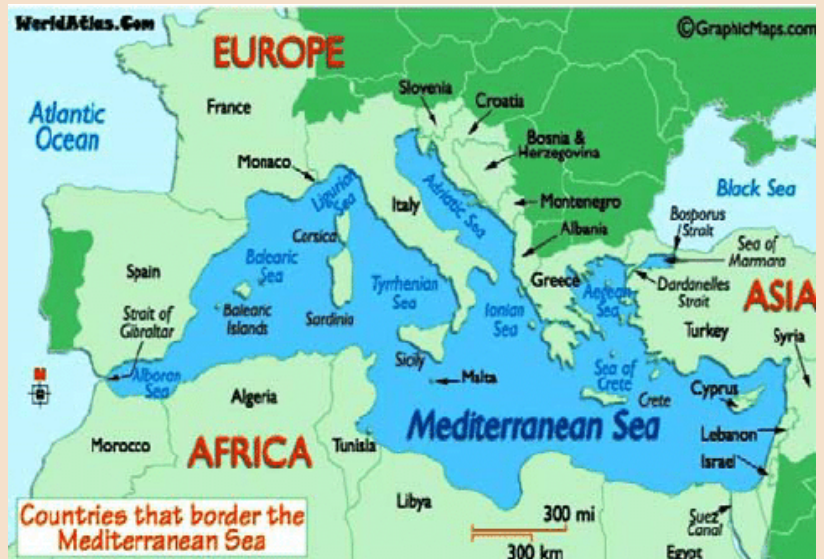 WorldAtlas.Com
©GraphicMaps.com
EUROPE
Atlantic
Ocean
France
Slovenia
Croatia
Bosnia &
Herzegovina
Monaco
Ligurian
Sea
Italy
Adriatic Sea
Montenegro
Albania
Black Sea
Bosporus
Strait
Sea of
Marmara
Corsica
Balearic
Sea
Spain
Tyrrhenian
Sea
Greece
Aegean
Sea
Dardanelles
Strait
ASIA
Strait of
Gibraltar
Balearic
Islands
Sardinia
Ionian
Sea
Turkey
Syria
Sicily
Malta
Sea of
Crete
Crete
Cyprus
N
Alboran
Sea
Algeria
Mediterranean Sea
Lebanon
Israel
Morocco
AFRICA
Tunisia
Libya
Suez
Canal
Egypt
300 mi
300 km
Countries that border the
Mediterranean Sea